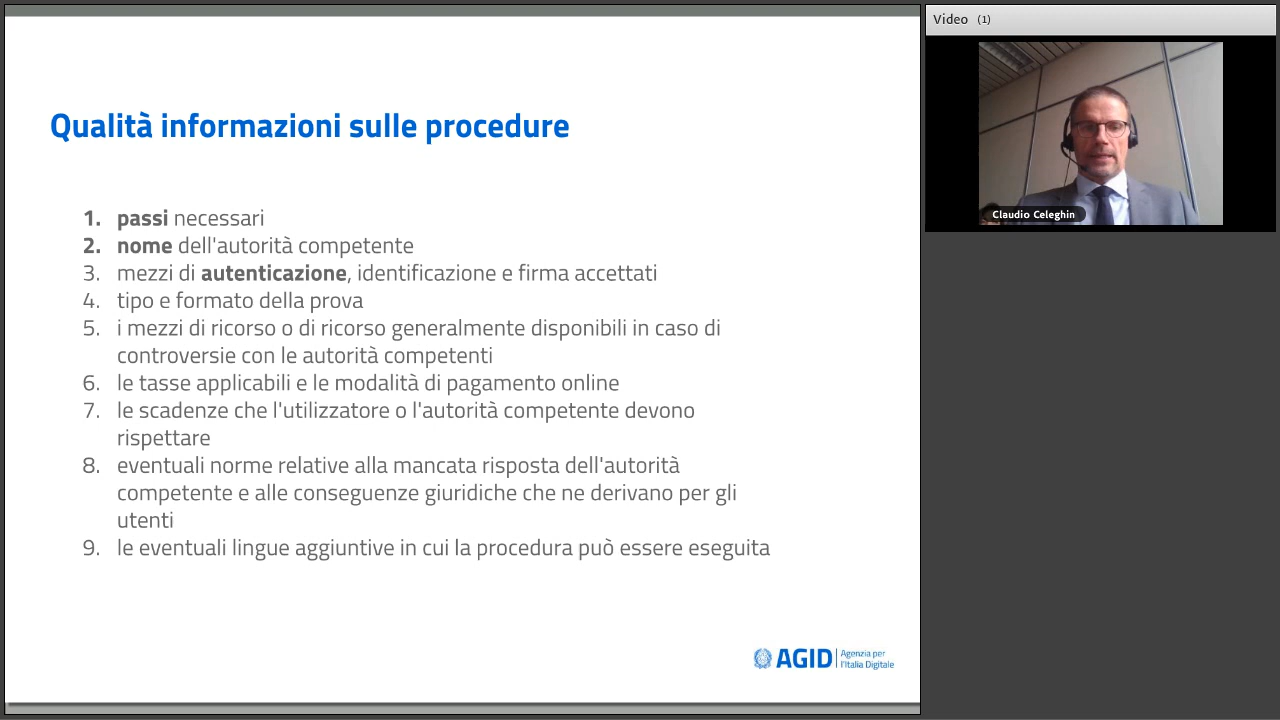 Qualità informazioni sulle procedure
1. passi necessari
2. nome dell'autorità competente
3. mezzi di autenticazione, identificazione e firma accettati
4. tipo e formato della prova
5. i mezzi di ricorso o di ricorso generalmente disponibili in caso di
controversie con le autorità competenti
6. le tasse applicabili e le modalità di pagamento online
7. le scadenze che l'utilizzatore o l'autorità competente devono
rispettare
8. eventuali norme relative alla mancata risposta dell'autorità
competente e alle conseguenze giuridiche che ne derivano per gli
utenti
9. le eventuali lingue aggiuntive in cui la procedura può essere eseguita
AGID Agenzia per
l'Italia Digitale
Video (1)
Claudio Celeghin